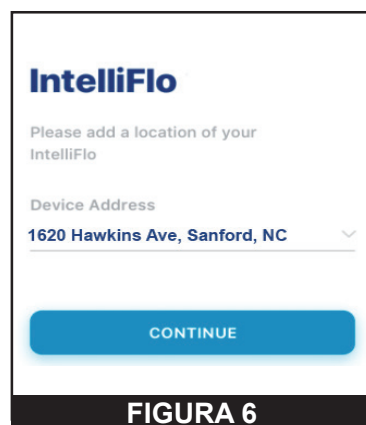 IntelliFlo
Please add a location of your
IntelliFlo
Device Address
1620 Hawkins Ave, Sanford, NC
CONTINUE
FIGURA 6